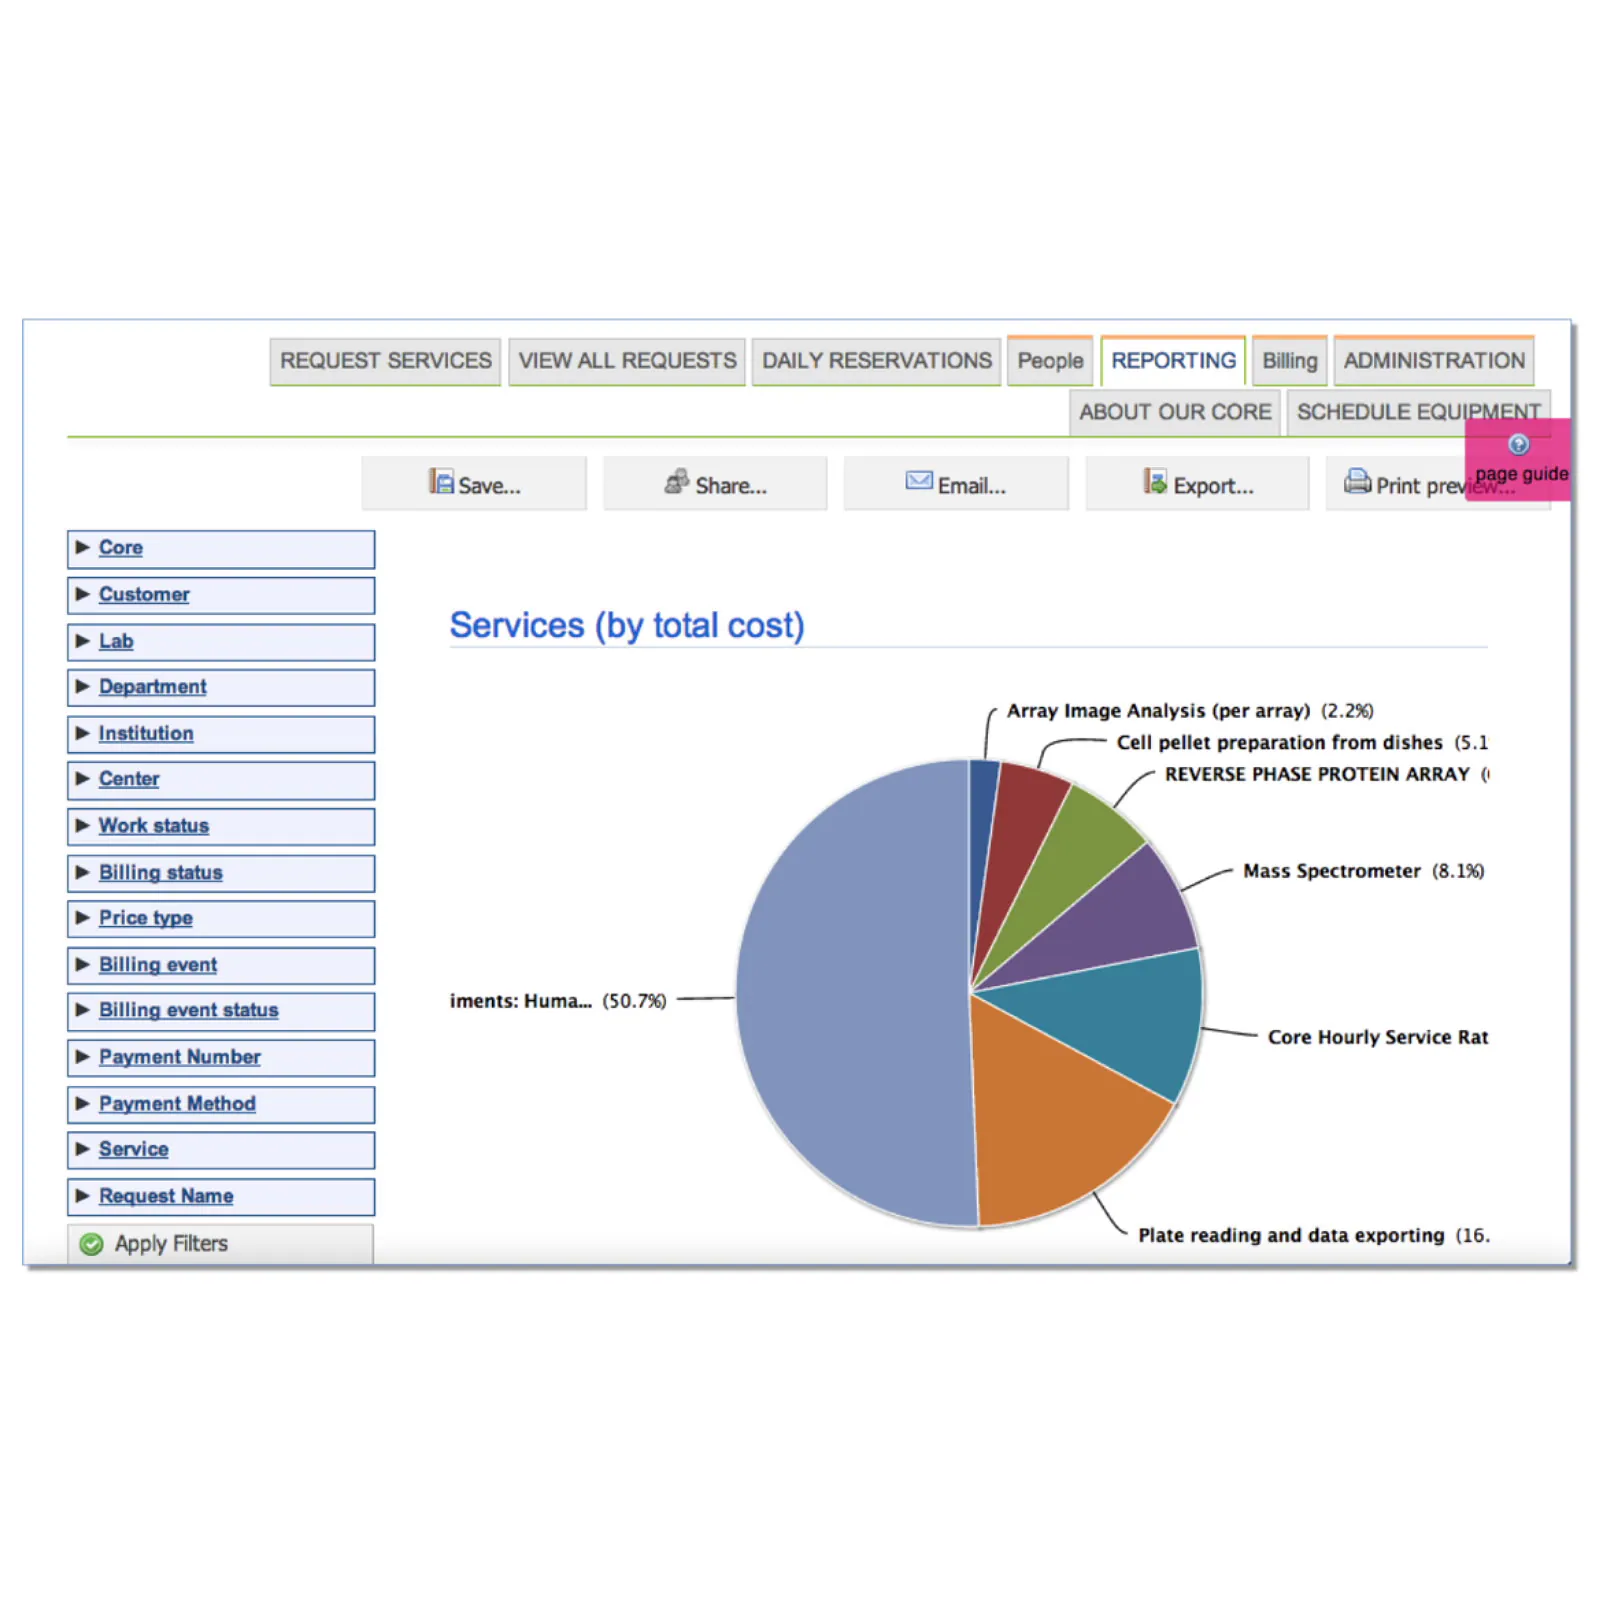 REQUEST SERVICES VIEW ALL REQUESTS DAILY RESERVATIONS People REPORTING Billing ADMINISTRATION
ABOUT OUR CORE SCHEDULE EQUIPMENT
page guide
Save... Share... Email... Export... Print preview...
Core
Customer
Lab
Department
Institution
Center
Work status
Billing status
Price type
Billing event
Billing event status
Payment Number
Payment Method
Service
Request Name
Apply Filters
Services (by total cost)
Array Image Analysis (per array) (2.2%)
Cell pellet preparation from dishes (5.1
REVERSE PHASE PROTEIN ARRAY
Mass Spectrometer (8.1%)
iments: Huma... (50.7%)
Core Hourly Service Rat
Plate reading and data exporting (16.